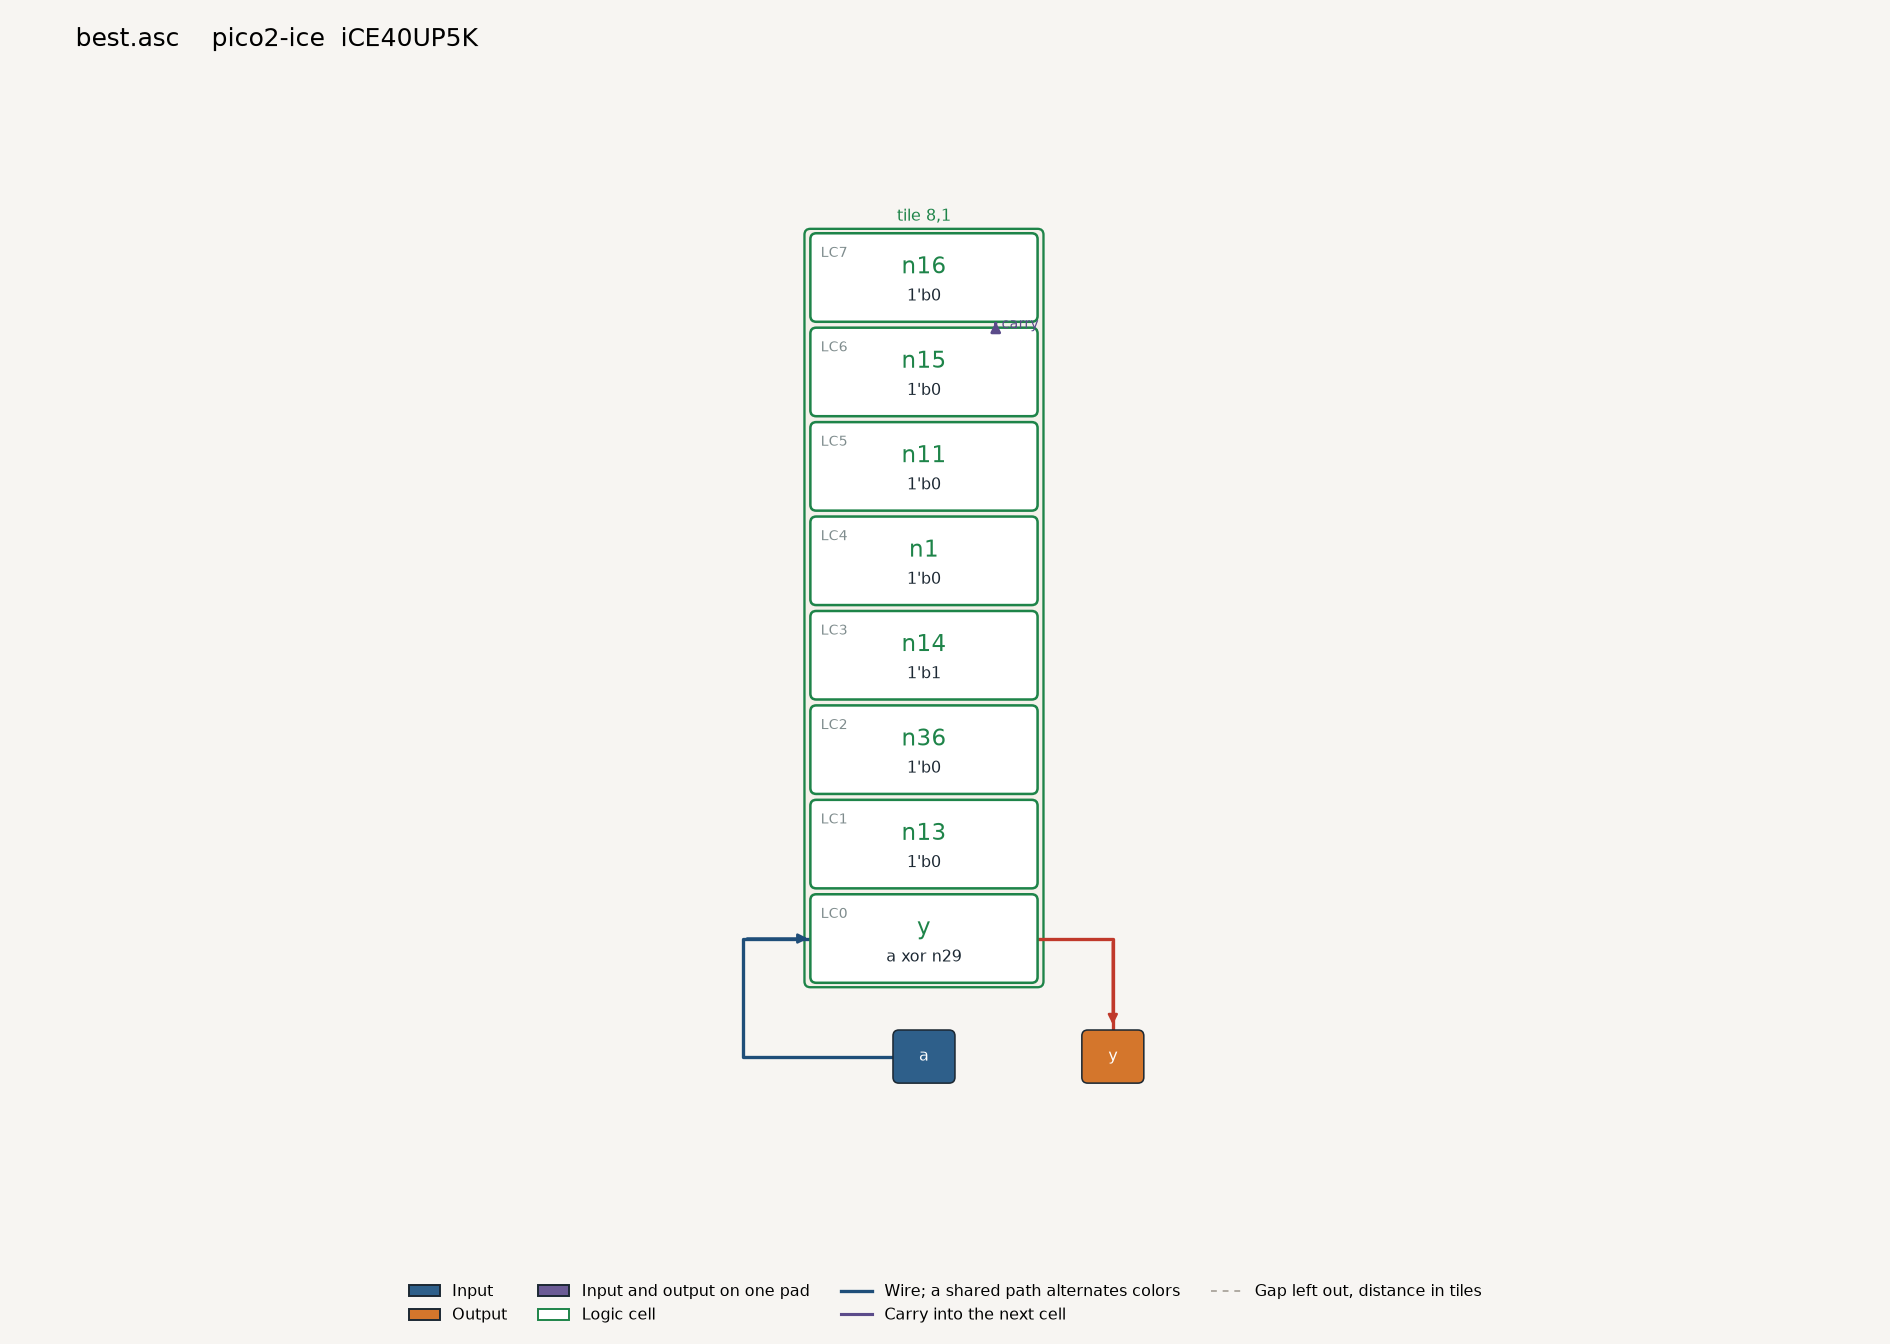 best.asc    pico2-ice  iCE40UP5K
tile 8,1
LC7
n16
1'b0
carry
LC6
n15
1'b0
LC5
n11
1'b0
LC4
n1
1'b0
LC3
n14
1'b1
LC2
n36
1'b0
LC1
n13
1'b0
LC0
y
a xor n29
a
y
Input
Output
Input and output on one pad
Logic cell
Wire; a shared path alternates colors
Carry into the next cell
Gap left out, distance in tiles